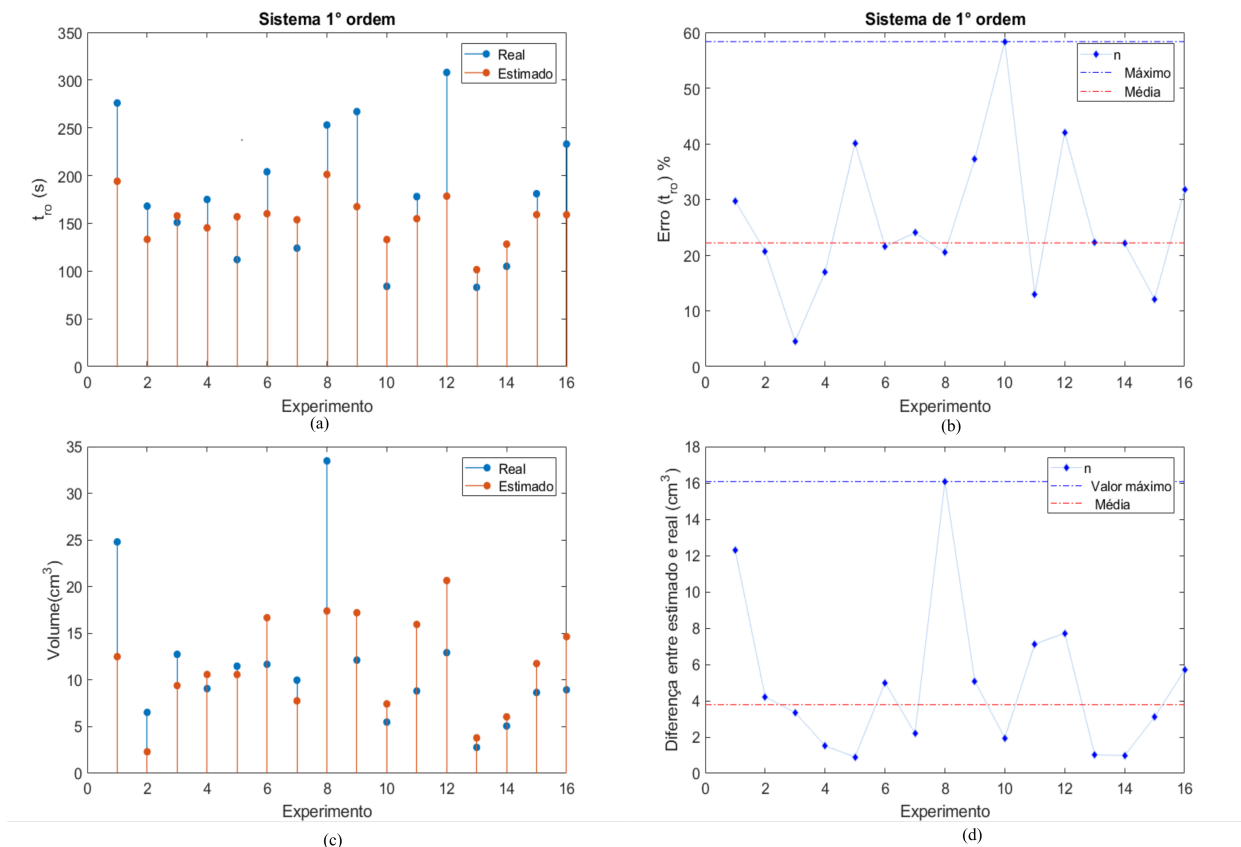 Sistema 1° ordem
350
300
250
200
150
100
50
0
t_ro (s)
Real
Estimado
0 2 4 6 8 10 12 14 16
Experimento
(a)
Sistema de 1° ordem
60
50
40
30
20
10
0
Erro (t_ro) %
n
Máximo
Média
0 2 4 6 8 10 12 14 16
Experimento
(b)
35
30
25
20
15
10
5
0
Volume(cm³)
Real
Estimado
0 2 4 6 8 10 12 14 16
Experimento
(c)
18
16
14
12
10
8
6
4
2
0
Diferença entre estimado e real (cm³)
n
Valor máximo
Média
0 2 4 6 8 10 12 14 16
Experimento
(d)